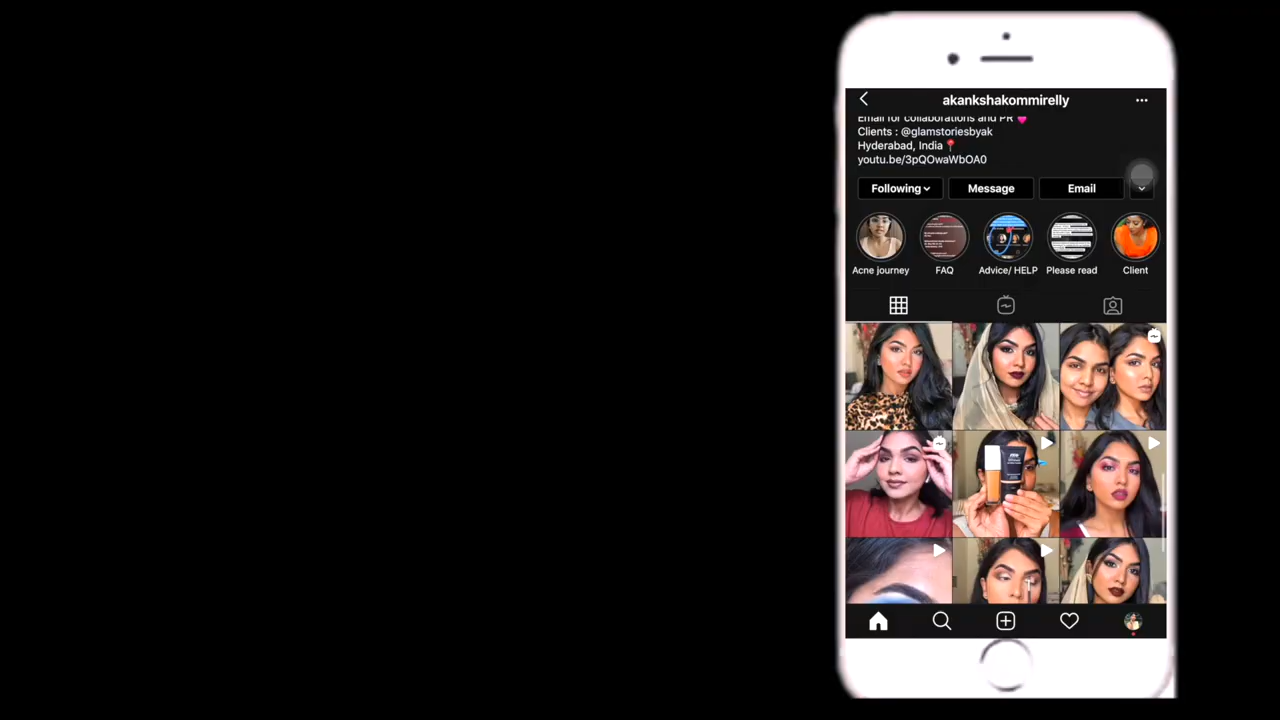 akankshakommirelly
Email for collaborations and PR
Clients : @glamstoriesbyak
Hyderabad, India
youtu.be/3pQOwaWbOA0
Following Message Email
Acne journey FAQ Advice/ HELP Please read Client